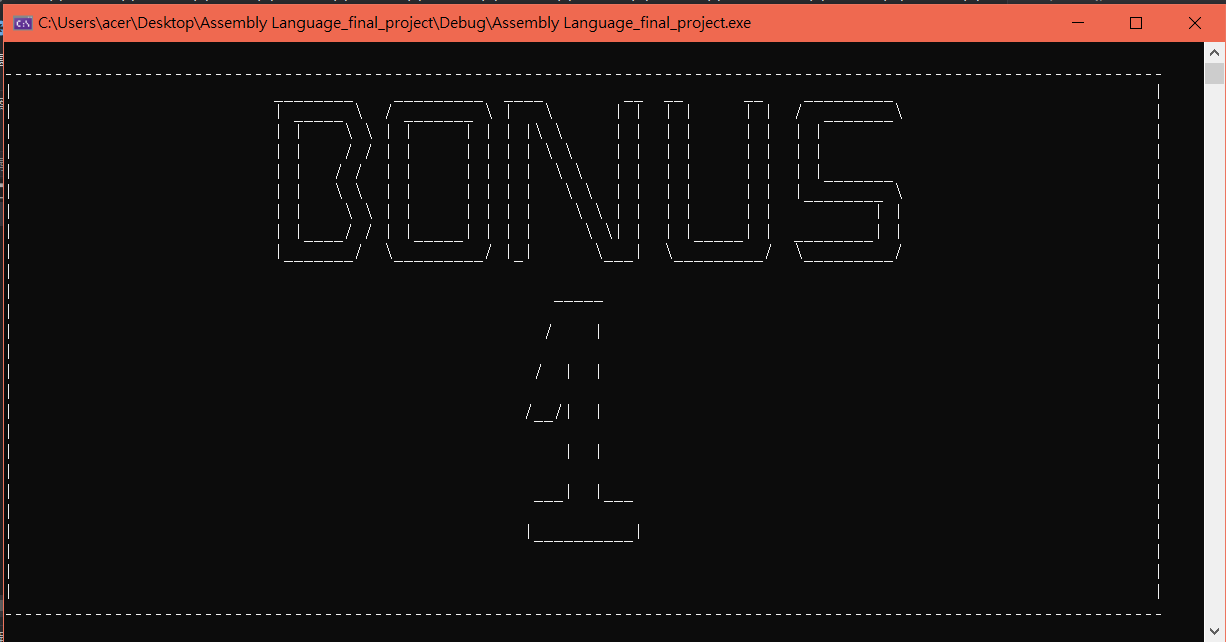 C:\Users\acer\Desktop\Assembly Language_final_project\Debug\Assembly Language_final_project.exe
BONUS
1